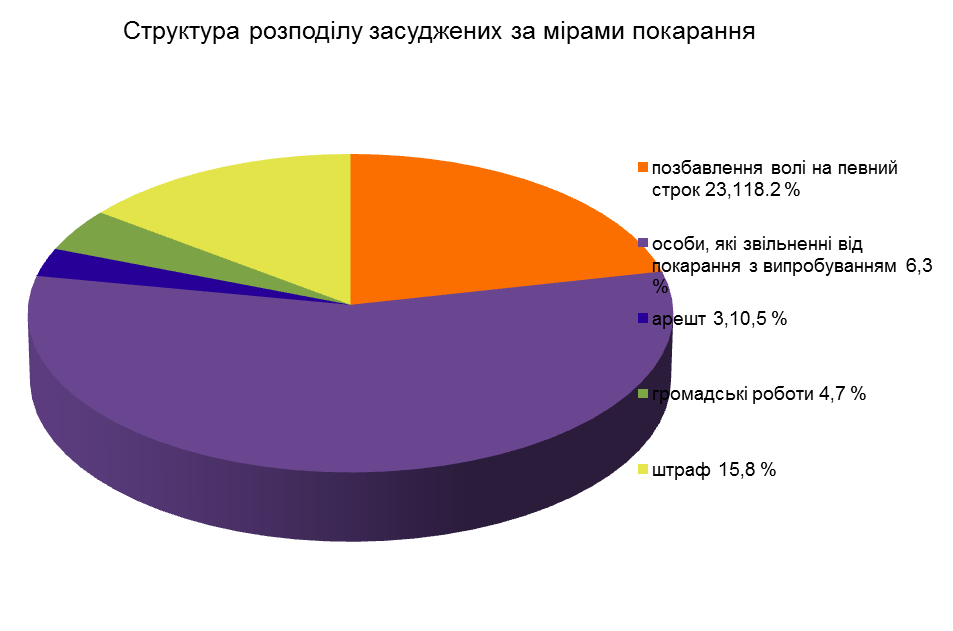 Структура розподілу засуджених за мірами покарання
позбавлення волі на певний
строк 23,118.2 %
особи, які звільненні від
покарання з випробуванням 6,3
%
арешт 3,10,5 %
громадські роботи 4,7 %
штраф 15,8 %